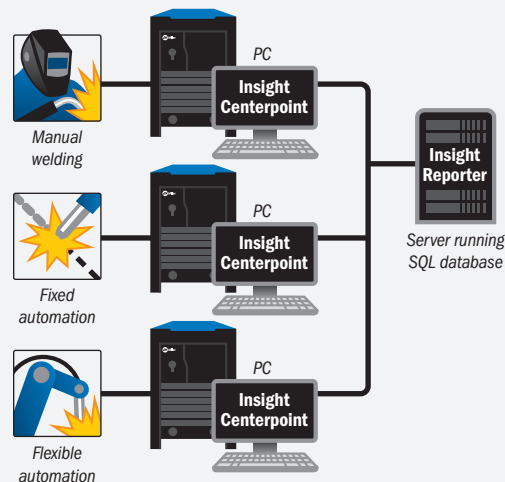 PC
Insight
Centerpoint
Manual
welding
PC
Insight
Centerpoint
Insight
Reporter
Server running
SQL database
Fixed
automation
PC
Insight
Centerpoint
Flexible
automation